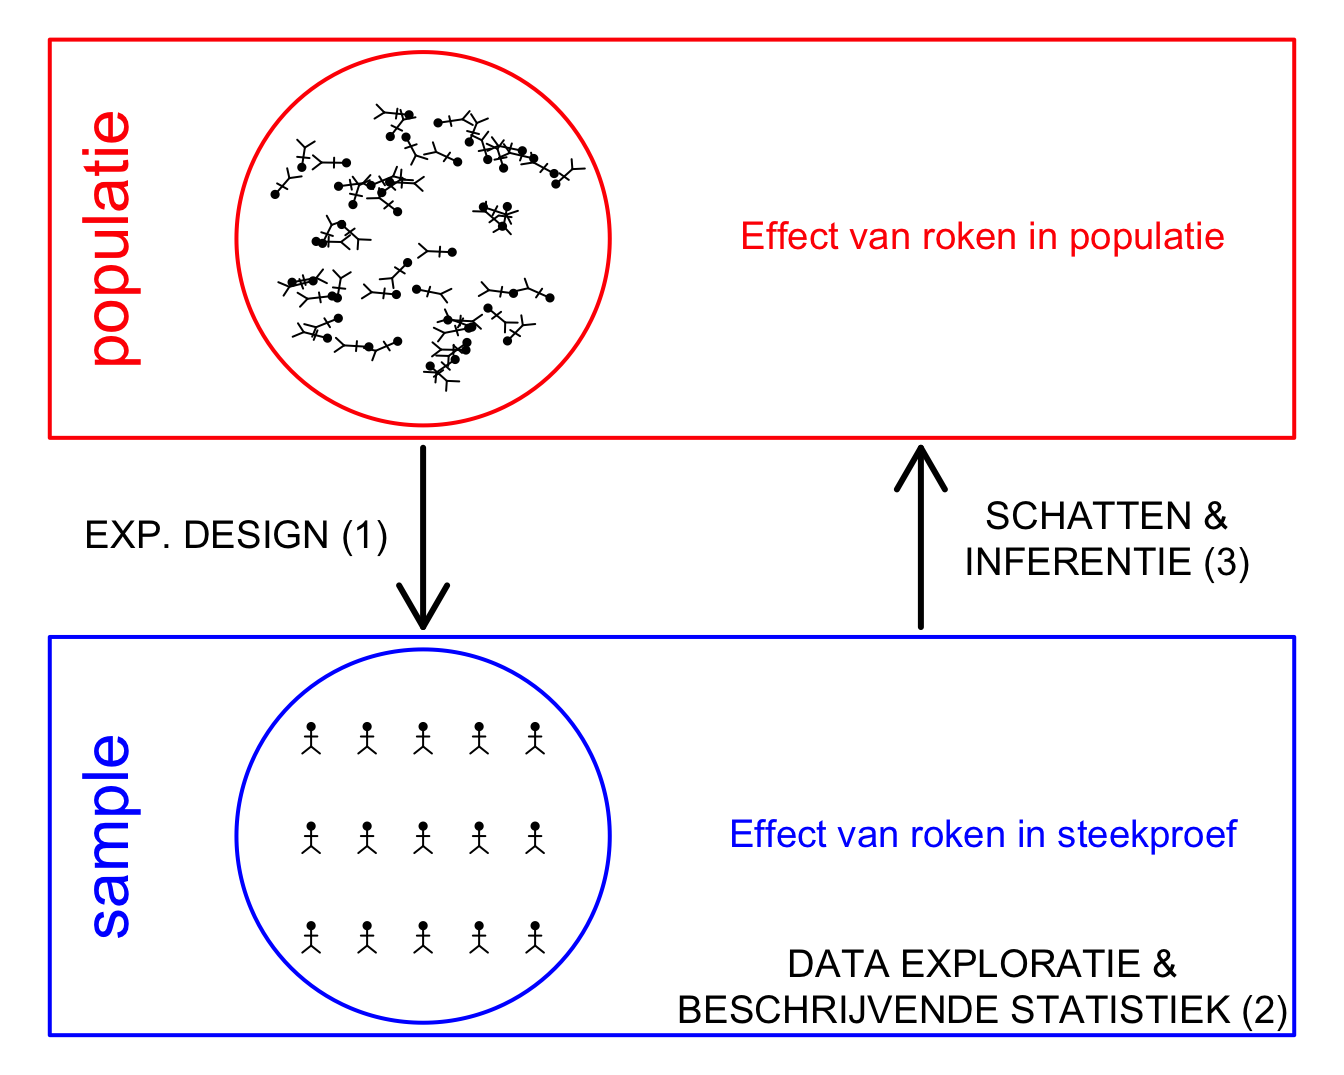 populatie
Effect van roken in populatie
EXP. DESIGN (1)
SCHATTEN &
INFERENTIE (3)
sample
Effect van roken in steekproef
DATA EXPLORATIE &
BESCHRIJVENDE STATISTIEK (2)